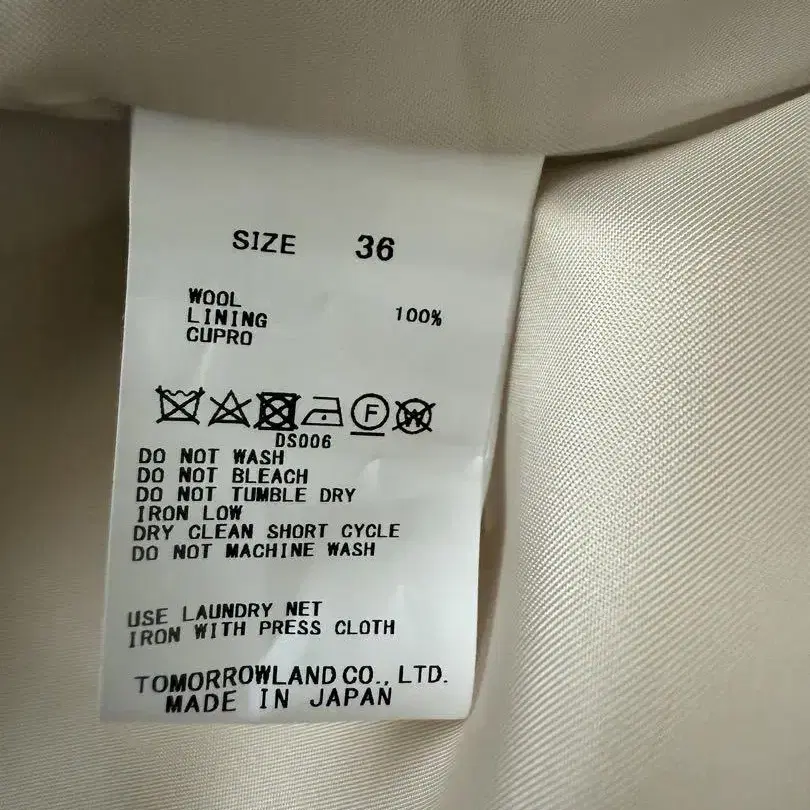 SIZE 36
WOOL
LINING 100%
CUPRO
F W
DS006
DO NOT WASH
DO NOT BLEACH
DO NOT TUMBLE DRY
IRON LOW
DRY CLEAN SHORT CYCLE
DO NOT MACHINE WASH
USE LAUNDRY NET
IRON WITH PRESS CLOTH
TOMORROWLAND CO., LTD.
MADE IN JAPAN